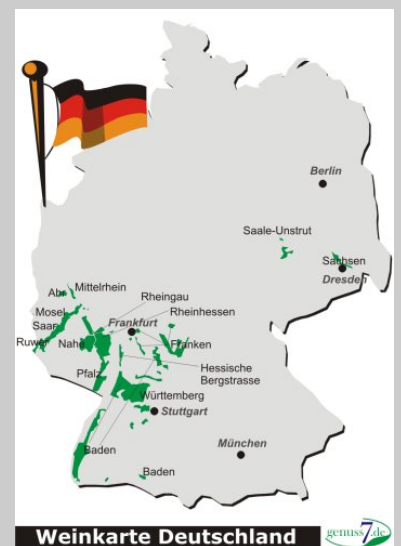 Berlin
Saale-Unstrut
Sachsen
Dresden
Ahr
Mittelrhein
Rheingau
Mosel
Saar
Ruwer
Rheinhessen
Frankfurt
Nahe
Franken
Hessische
Bergstrasse
Pfalz
Württemberg
Stuttgart
München
Baden
Baden
Weinkarte Deutschland
genuss7.de